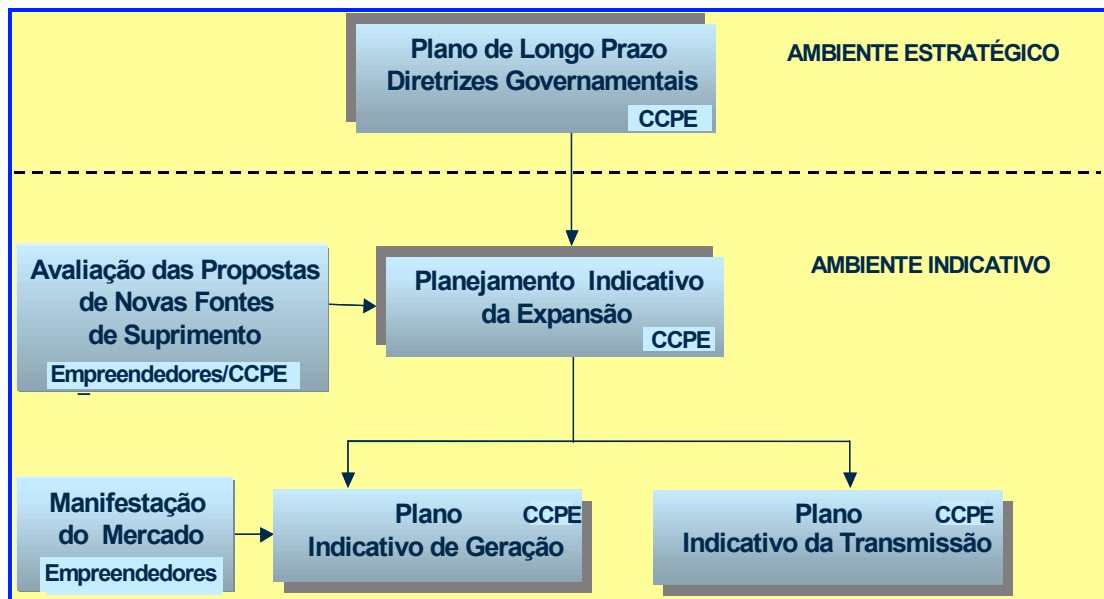 Plano de Longo Prazo
Diretrizes Governamentais
CCPE
AMBIENTE ESTRATÉGICO
Avaliação das Propostas
de Novas Fontes
de Suprimento
Empreendedores/CCPE
Planejamento Indicativo
da Expansão
CCPE
AMBIENTE INDICATIVO
Manifestação
do Mercado
Empreendedores
Plano CCPE
Indicativo de Geração
Plano CCPE
Indicativo da Transmissão